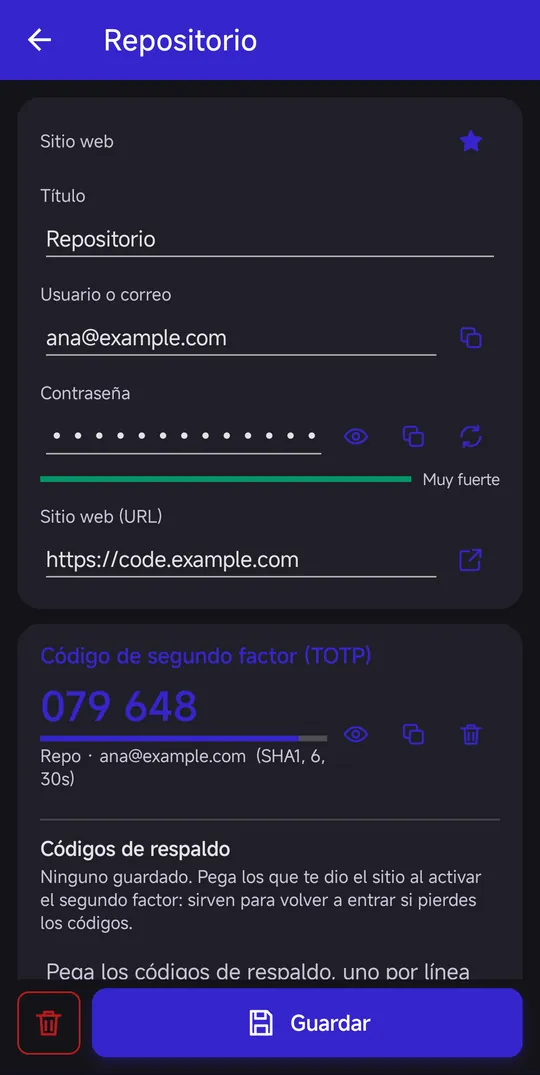 Repositorio
Sitio web
Título
Repositorio
Usuario o correo
ana@example.com
Contraseña
• • • • • • • • • • • • •
Muy fuerte
Sitio web (URL)
https://code.example.com
Código de segundo factor (TOTP)
079 648
Repo · ana@example.com (SHA1, 6,
30s)
Códigos de respaldo
Ninguno guardado. Pega los que te dio el sitio al activar
el segundo factor: sirven para volver a entrar si pierdes
los códigos.
Pega los códigos de respaldo, uno por línea
Guardar